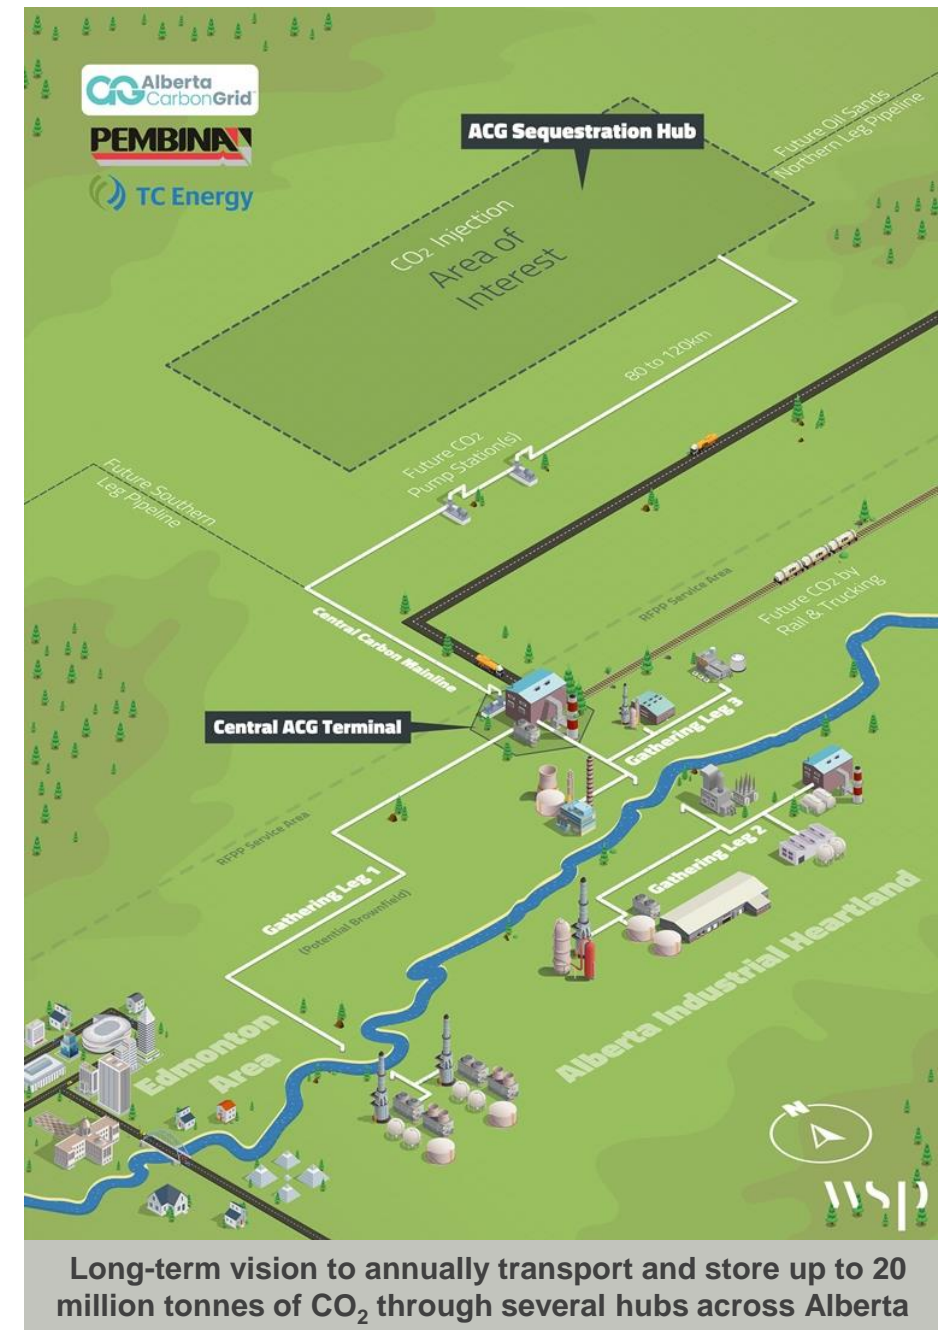 Alberta
CarbonGrid
PEMBINA
TC Energy
ACG Sequestration Hub
Future Oil Sands
Northern Leg Pipeline
CO₂ Injection
Area of
Interest
80 to 120km
Future CO₂
Pump Station(s)
Future Southern
Leg Pipeline
RFPP Service Area
Future CO₂ by
Rail & Trucking
Central Carbon Mainline
Central ACG Terminal
Gathering Leg 3
RFPP Service Area
Gathering Leg 2
Gathering Leg 1
(Potential Brownfield)
Alberta Industrial Heartland
Edmonton
Area
N
wsp
Long-term vision to annually transport and store up to 20
million tonnes of CO₂ through several hubs across Alberta